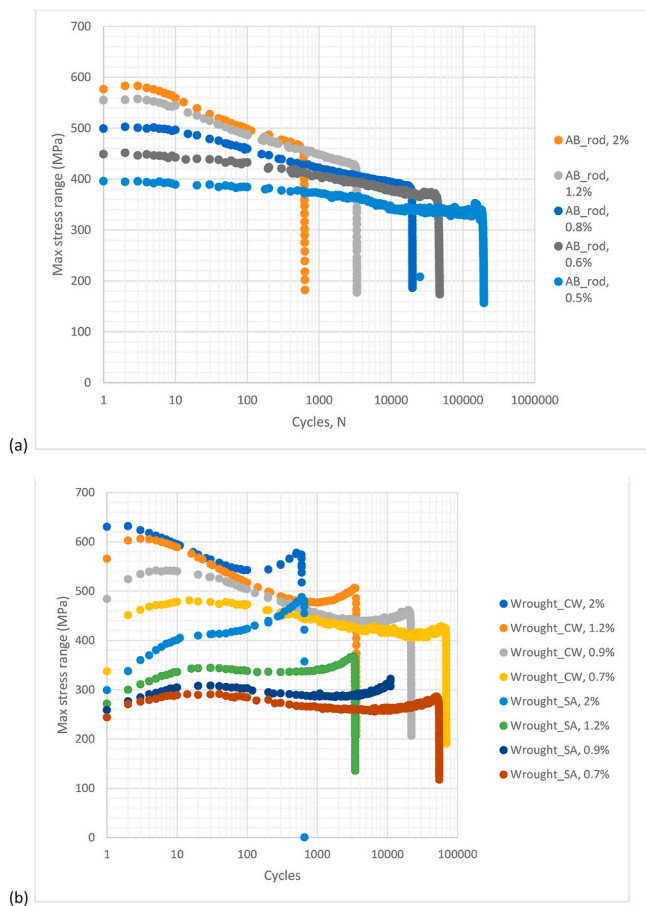 700
600
500
400
300
200
100
0
Max stress range (MPa)
1 10 100 1000 10000 100000 1000000
Cycles, N
AB_rod, 2%
AB_rod,
1.2%
AB_rod,
0.8%
AB_rod,
0.6%
AB_rod,
0.5%
(a)
700
600
500
400
300
200
100
0
Max stress range (MPa)
1 10 100 1000 10000 100000
Cycles
Wrought_CW, 2%
Wrought_CW, 1.2%
Wrought_CW, 0.9%
Wrought_CW, 0.7%
Wrought_SA, 2%
Wrought_SA, 1.2%
Wrought_SA, 0.9%
Wrought_SA, 0.7%
(b)